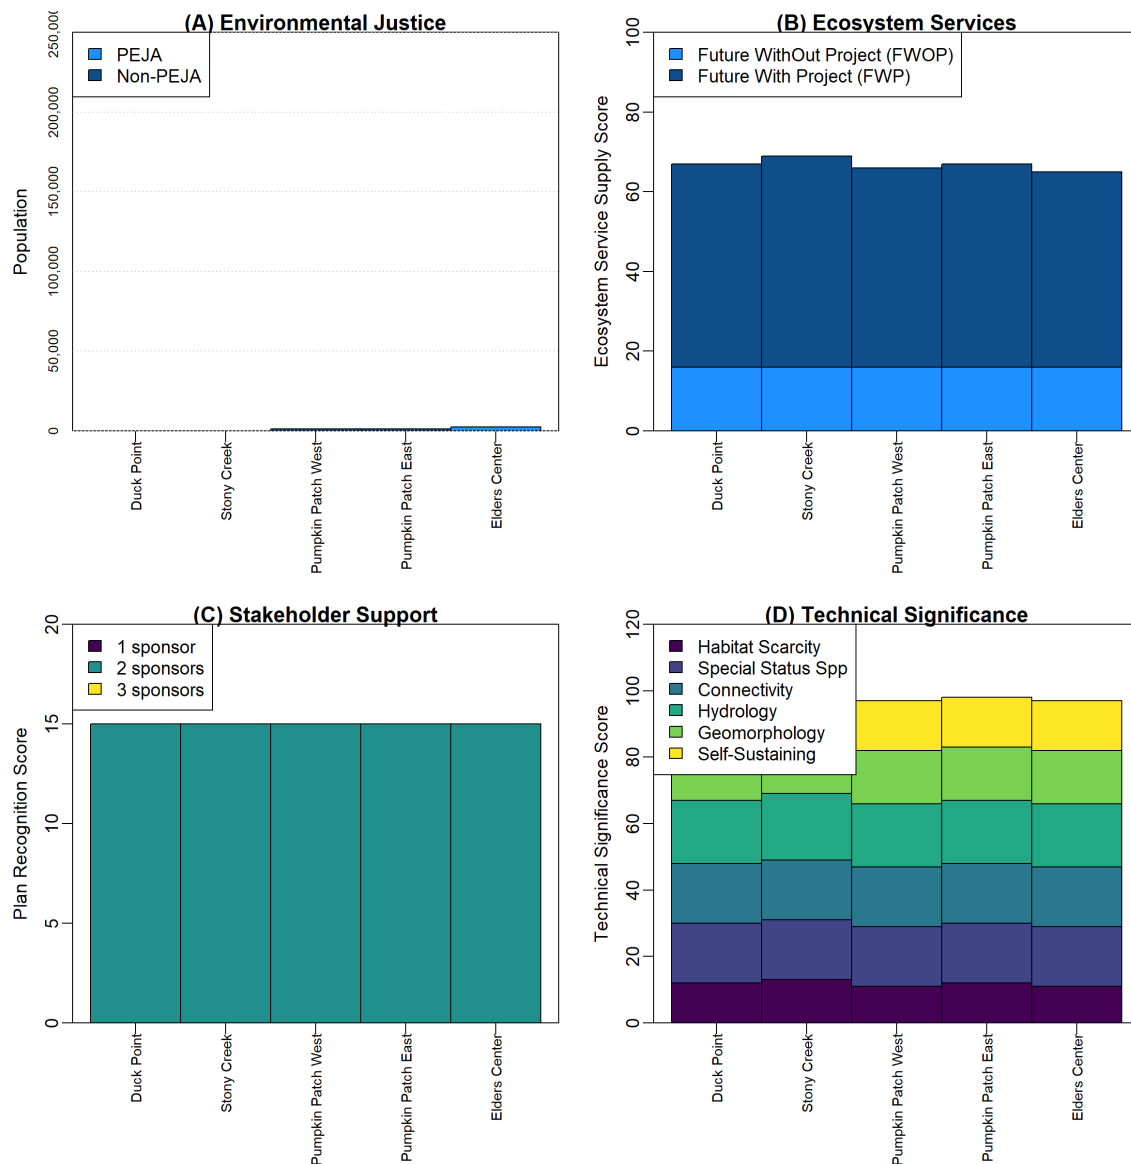 (A) Environmental Justice
PEJA
Non-PEJA
Population
0
50,000
100,000
150,000
200,000
250,000
Duck Point
Stony Creek
Pumpkin Patch West
Pumpkin Patch East
Elders Center
(B) Ecosystem Services
Future WithOut Project (FWOP)
Future With Project (FWP)
Ecosystem Service Supply Score
0
20
40
60
80
100
Duck Point
Stony Creek
Pumpkin Patch West
Pumpkin Patch East
Elders Center
(C) Stakeholder Support
1 sponsor
2 sponsors
3 sponsors
Plan Recognition Score
0
5
10
15
20
Duck Point
Stony Creek
Pumpkin Patch West
Pumpkin Patch East
Elders Center
(D) Technical Significance
Habitat Scarcity
Special Status Spp
Connectivity
Hydrology
Geomorphology
Self-Sustaining
Technical Significance Score
0
20
40
60
80
100
120
Duck Point
Stony Creek
Pumpkin Patch West
Pumpkin Patch East
Elders Center